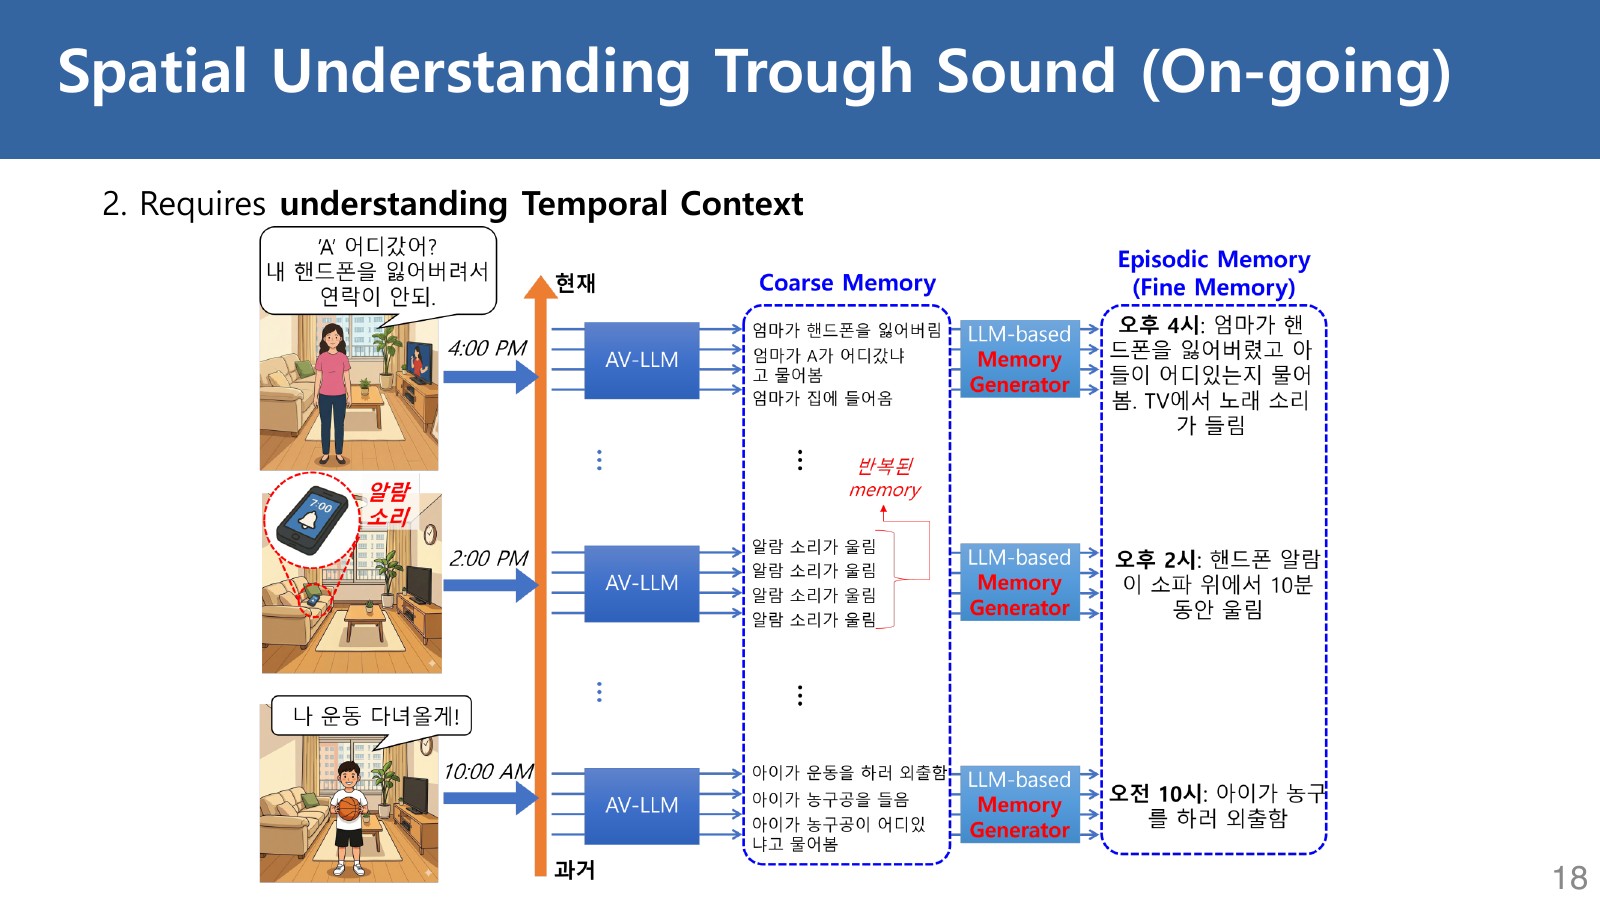 Spatial Understanding Trough Sound (On-going)
2. Requires understanding Temporal Context
'A' 어디갔어?
내 핸드폰을 잃어버려서
연락이 안되.
4:00 PM
현재
AV-LLM
Coarse Memory
엄마가 핸드폰을 잃어버림
엄마가 A가 어디갔냐
고 물어봄
엄마가 집에 들어옴
LLM-based
Memory
Generator
Episodic Memory
(Fine Memory)
오후 4시: 엄마가 핸
드폰을 잃어버렸고 아
들이 어디있는지 물어
봄. TV에서 노래 소리
가 들림
알람
소리
7:00
2:00 PM
AV-LLM
반복된
memory
알람 소리가 울림
알람 소리가 울림
알람 소리가 울림
알람 소리가 울림
LLM-based
Memory
Generator
오후 2시: 핸드폰 알람
이 소파 위에서 10분
동안 울림
나 운동 다녀올게!
10:00 AM
AV-LLM
아이가 운동을 하러 외출함
아이가 농구공을 들음
아이가 농구공이 어디있
냐고 물어봄
LLM-based
Memory
Generator
오전 10시: 아이가 농구
를 하러 외출함
과거
18